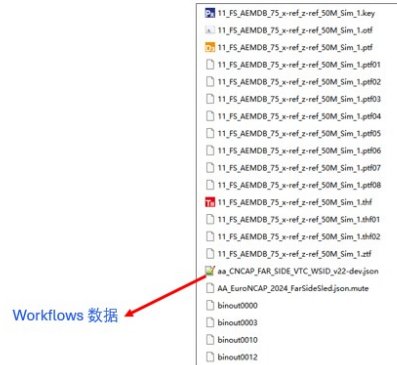 11_FS_AEMDB_75_x-ref_z-ref_50M_Sim_1.key
11_FS_AEMDB_75_x-ref_z-ref_50M_Sim_1.otf
11_FS_AEMDB_75_x-ref_z-ref_50M_Sim_1.ptf
11_FS_AEMDB_75_x-ref_z-ref_50M_Sim_1.ptf01
11_FS_AEMDB_75_x-ref_z-ref_50M_Sim_1.ptf02
11_FS_AEMDB_75_x-ref_z-ref_50M_Sim_1.ptf03
11_FS_AEMDB_75_x-ref_z-ref_50M_Sim_1.ptf04
11_FS_AEMDB_75_x-ref_z-ref_50M_Sim_1.ptf05
11_FS_AEMDB_75_x-ref_z-ref_50M_Sim_1.ptf06
11_FS_AEMDB_75_x-ref_z-ref_50M_Sim_1.ptf07
11_FS_AEMDB_75_x-ref_z-ref_50M_Sim_1.ptf08
11_FS_AEMDB_75_x-ref_z-ref_50M_Sim_1.thf
11_FS_AEMDB_75_x-ref_z-ref_50M_Sim_1.thf01
11_FS_AEMDB_75_x-ref_z-ref_50M_Sim_1.thf02
11_FS_AEMDB_75_x-ref_z-ref_50M_Sim_1.ztf
aa_CNCAP_FAR_SIDE_VTC_WSID_v22-dev.json
AA_EuroNCAP_2024_FarSideSled.json.mute
binout0000
Workflows 数据
binout0003
binout0010
binout0012